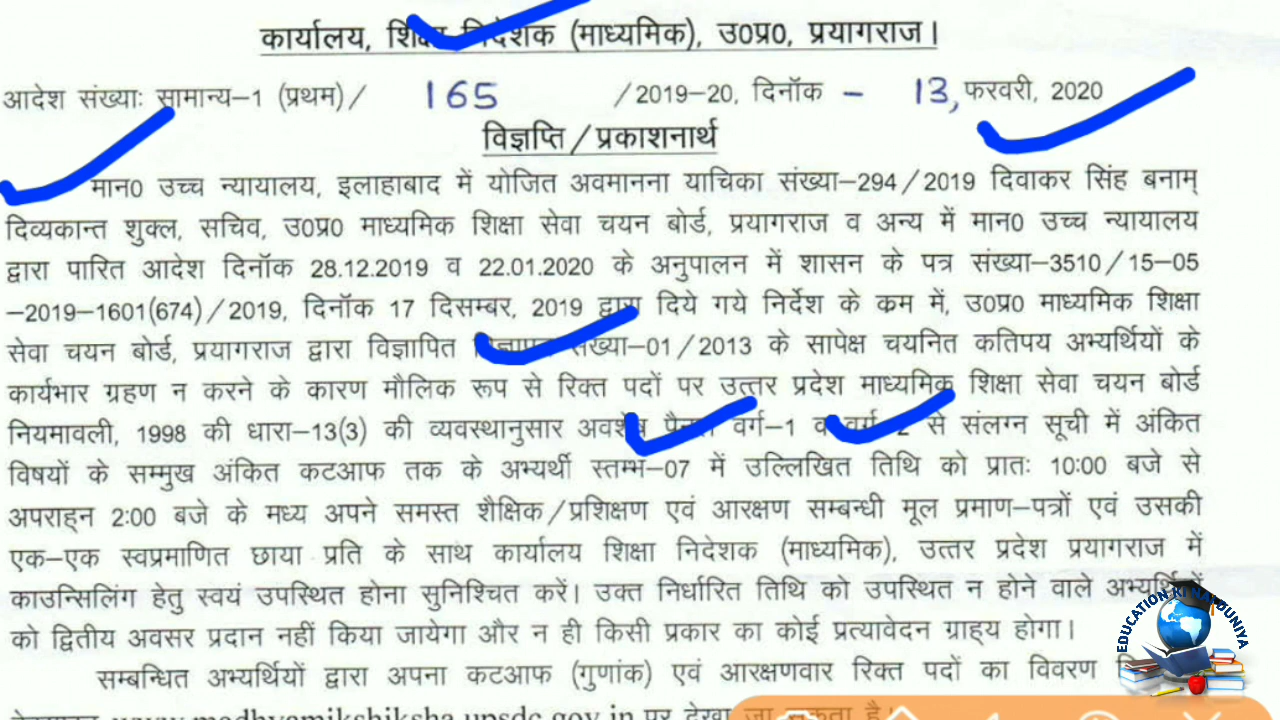 कार्यालय, शिक्षा निदेशक (माध्यमिक), उ0प्र0, प्रयागराज।
आदेश संख्याः सामान्य–1 (प्रथम)/ 165 /2019–20, दिनॉक – 13, फरवरी, 2020
विज्ञप्ति/प्रकाशनार्थ
मान0 उच्च न्यायालय, इलाहाबाद में योजित अवमानना याचिका संख्या–294/2019 दिवाकर सिंह बनाम्
दिव्यकान्त शुक्ल, सचिव, उ0प्र0 माध्यमिक शिक्षा सेवा चयन बोर्ड, प्रयागराज व अन्य में मान0 उच्च न्यायालय
द्वारा पारित आदेश दिनॉक 28.12.2019 व 22.01.2020 के अनुपालन में शासन के पत्र संख्या–3510/15–05
–2019–1601(674)/2019, दिनॉक 17 दिसम्बर, 2019 द्वारा दिये गये निर्देश के कम में, उ0प्र0 माध्यमिक शिक्षा
सेवा चयन बोर्ड, प्रयागराज द्वारा विज्ञापित विज्ञापन संख्या–01/2013 के सापेक्ष चयनित कतिपय अभ्यर्थियों के
कार्यभार ग्रहण न करने के कारण मौलिक रूप से रिक्त पदों पर उत्तर प्रदेश माध्यमिक शिक्षा सेवा चयन बोर्ड
नियमावली, 1998 की धारा–13(3) की व्यवस्थानुसार अवशेष पैनल वर्ग–1 व वर्ग–2 से संलग्न सूची में अंकित
विषयों के सम्मुख अंकित कटआफ तक के अभ्यर्थी स्तम्भ–07 में उल्लिखित तिथि को प्रातः 10:00 बजे से
अपराह्न 2:00 बजे के मध्य अपने समस्त शैक्षिक/प्रशिक्षण एवं आरक्षण सम्बन्धी मूल प्रमाण–पत्रों एवं उसकी
एक–एक स्वप्रमाणित छाया प्रति के साथ कार्यालय शिक्षा निदेशक (माध्यमिक), उत्तर प्रदेश प्रयागराज में
काउन्सिलिंग हेतु स्वयं उपस्थित होना सुनिश्चित करें। उक्त निर्धारित तिथि को उपस्थित न होने वाले अभ्यर्थियों
को द्वितीय अवसर प्रदान नहीं किया जायेगा और न ही किसी प्रकार का कोई प्रत्यावेदन ग्राह्य होगा।
सम्बन्धित अभ्यर्थियों द्वारा अपना कटआफ (गुणांक) एवं आरक्षणवार रिक्त पदों का विवरण
www.madhyamikshiksha.upsdc.gov.in पर देखा जा सकता है।
EDUCATION KI NAI DUNIYA